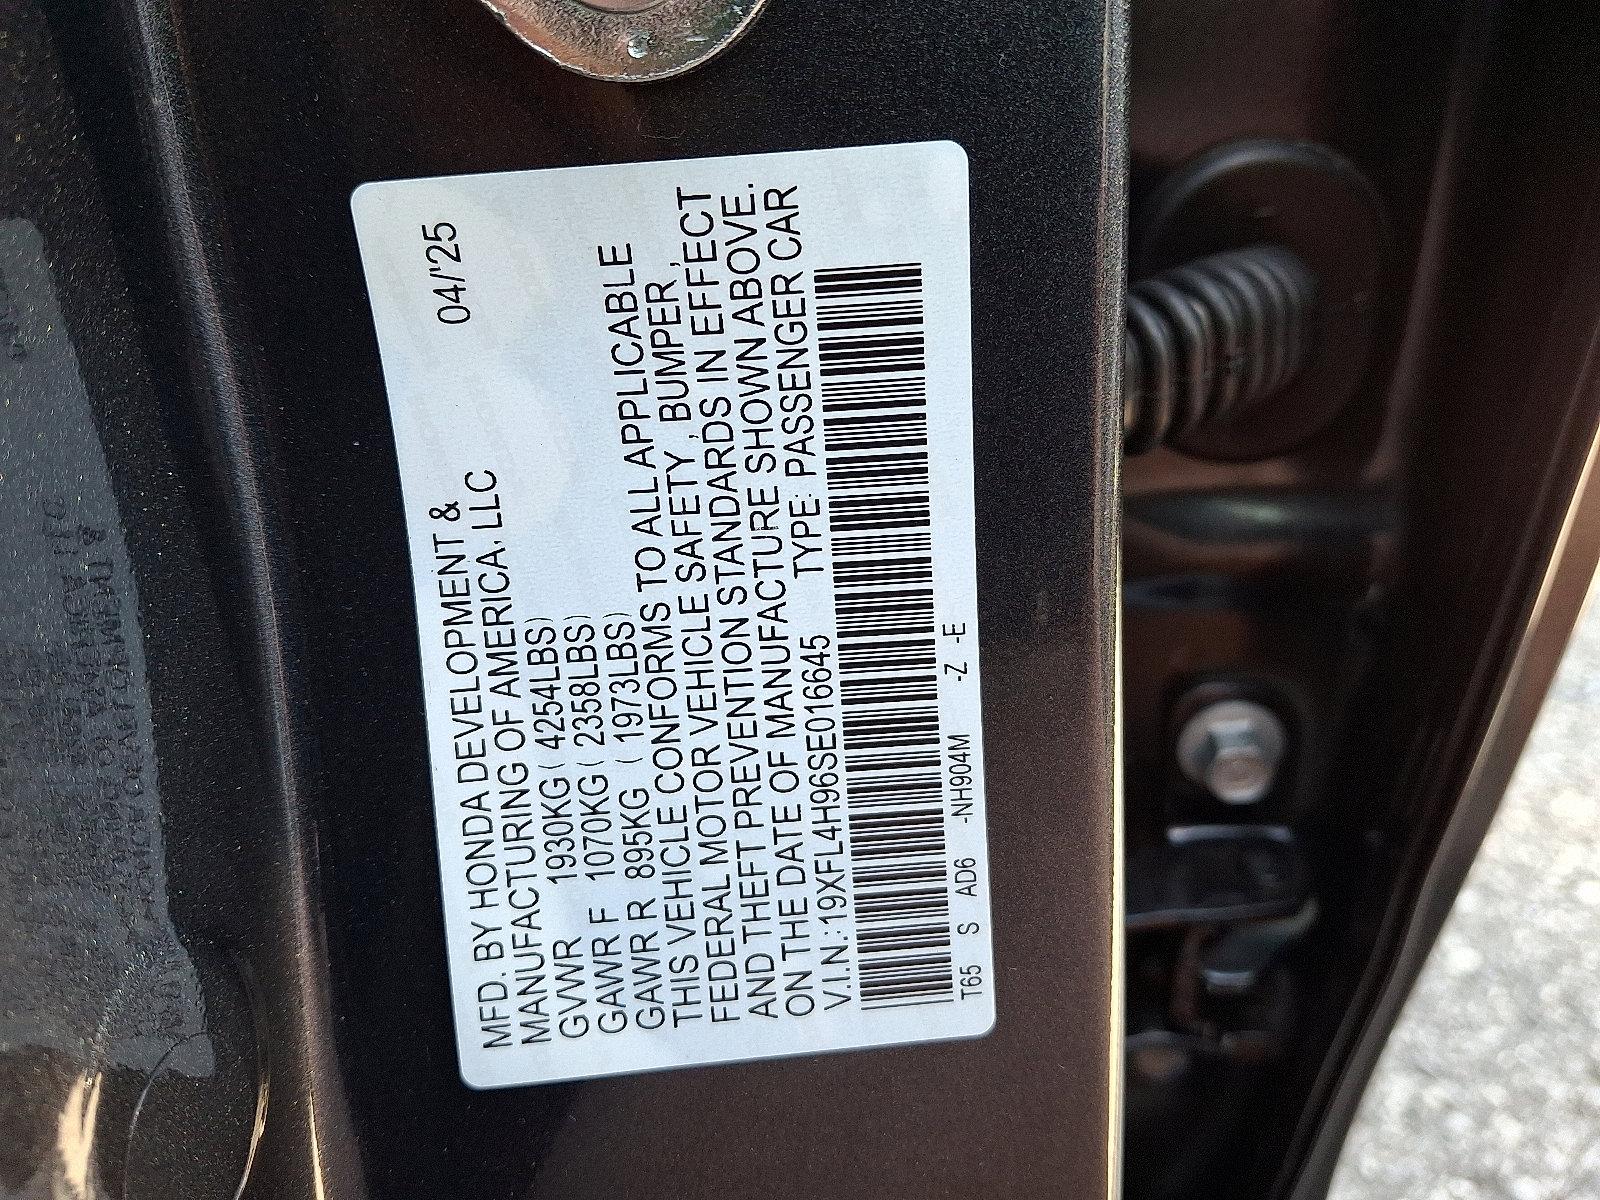 MFD. BY HONDA DEVELOPMENT & 04/'25
MANUFACTURING OF AMERICA, LLC
GVWR 1930KG ( 4254LBS)
GAWR F 1070KG ( 2358LBS)
GAWR R 895KG ( 1973LBS)
THIS VEHICLE CONFORMS TO ALL APPLICABLE
FEDERAL MOTOR VEHICLE SAFETY, BUMPER,
AND THEFT PREVENTION STANDARDS IN EFFECT
ON THE DATE OF MANUFACTURE SHOWN ABOVE.
V.I.N.: 19XFL4H96SE016645 TYPE: PASSENGER CAR
T65 S AD6 -NH904M -Z -E